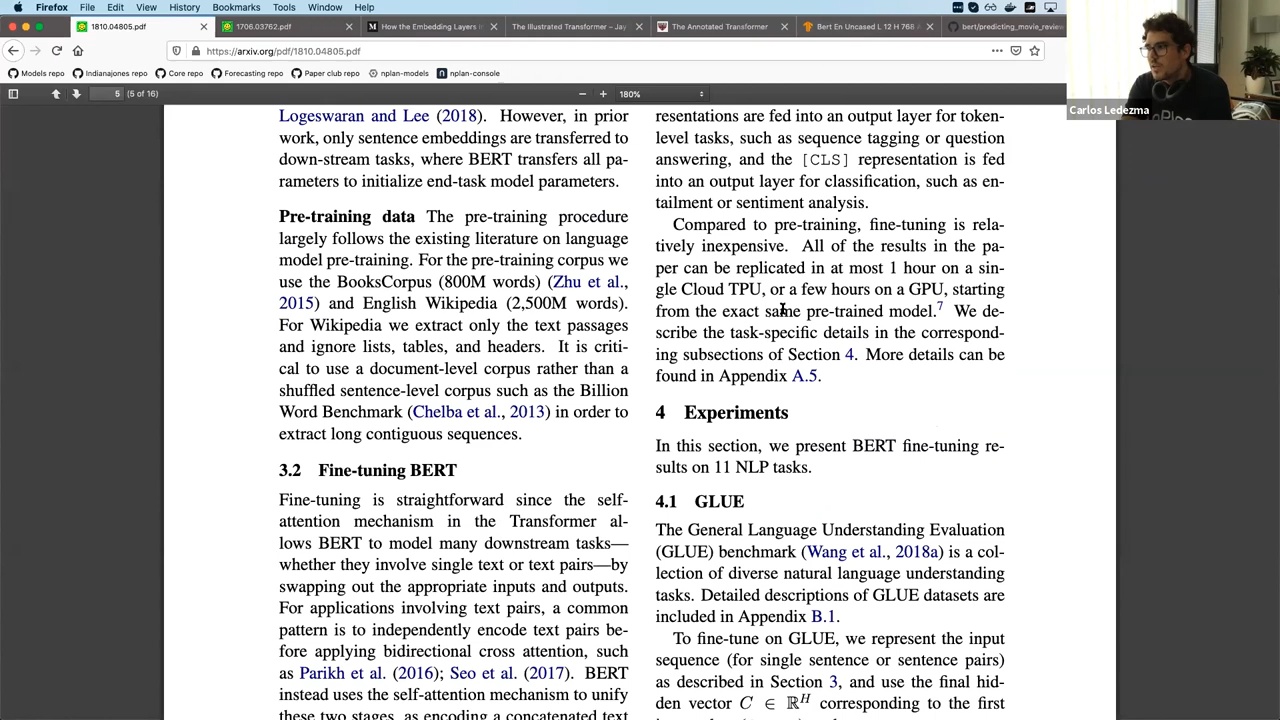 Firefox File Edit View History Bookmarks Tools Window Help
1810.04805.pdf
1706.03762.pdf
How the Embedding Layers i
The Illustrated Transformer – Jay
The Annotated Transformer
Bert En Uncased L 12 H 768 A
bert/predicting_movie_review
https://arxiv.org/pdf/1810.04805.pdf
Models repo Indianajones repo Core repo Forecasting repo Paper club repo nplan-models nplan-console
5 (5 of 16)
180%
Carlos Ledezma
Logeswaran and Lee (2018). However, in prior
work, only sentence embeddings are transferred to
down-stream tasks, where BERT transfers all pa-
rameters to initialize end-task model parameters.
Pre-training data The pre-training procedure
largely follows the existing literature on language
model pre-training. For the pre-training corpus we
use the BooksCorpus (800M words) (Zhu et al.,
2015) and English Wikipedia (2,500M words).
For Wikipedia we extract only the text passages
and ignore lists, tables, and headers. It is criti-
cal to use a document-level corpus rather than a
shuffled sentence-level corpus such as the Billion
Word Benchmark (Chelba et al., 2013) in order to
extract long contiguous sequences.
3.2 Fine-tuning BERT
Fine-tuning is straightforward since the self-
attention mechanism in the Transformer al-
lows BERT to model many downstream tasks—
whether they involve single text or text pairs—by
swapping out the appropriate inputs and outputs.
For applications involving text pairs, a common
pattern is to independently encode text pairs be-
fore applying bidirectional cross attention, such
as Parikh et al. (2016); Seo et al. (2017). BERT
instead uses the self-attention mechanism to unify
these two stages, as encoding a concatenated text
resentations are fed into an output layer for token-
level tasks, such as sequence tagging or question
answering, and the [CLS] representation is fed
into an output layer for classification, such as en-
tailment or sentiment analysis.
Compared to pre-training, fine-tuning is rela-
tively inexpensive. All of the results in the pa-
per can be replicated in at most 1 hour on a sin-
gle Cloud TPU, or a few hours on a GPU, starting
from the exact same pre-trained model.7 We de-
scribe the task-specific details in the correspond-
ing subsections of Section 4. More details can be
found in Appendix A.5.
4 Experiments
In this section, we present BERT fine-tuning re-
sults on 11 NLP tasks.
4.1 GLUE
The General Language Understanding Evaluation
(GLUE) benchmark (Wang et al., 2018a) is a col-
lection of diverse natural language understanding
tasks. Detailed descriptions of GLUE datasets are
included in Appendix B.1.
To fine-tune on GLUE, we represent the input
sequence (for single sentence or sentence pairs)
as described in Section 3, and use the final hid-
den vector C ∈ ℝᴴ corresponding to the first